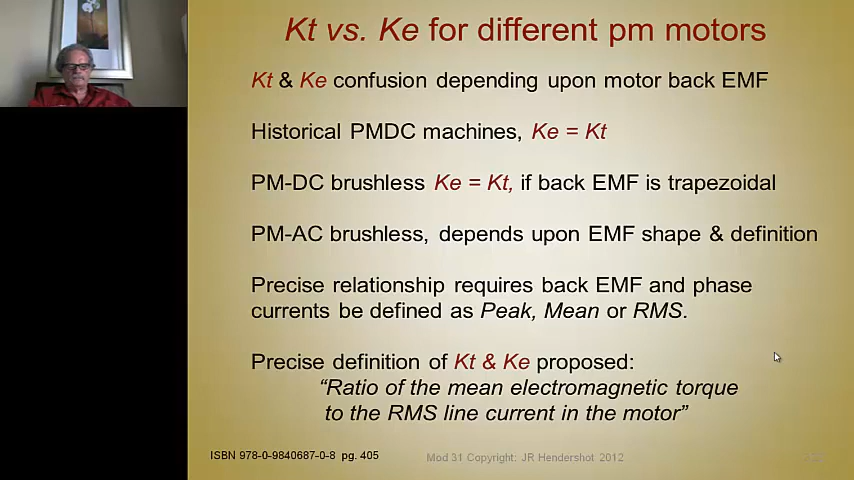 Kt vs. Ke for different pm motors
Kt & Ke confusion depending upon motor back EMF
Historical PMDC machines, Ke = Kt
PM-DC brushless Ke = Kt, if back EMF is trapezoidal
PM-AC brushless, depends upon EMF shape & definition
Precise relationship requires back EMF and phase
currents be defined as Peak, Mean or RMS.
Precise definition of Kt & Ke proposed:
“Ratio of the mean electromagnetic torque
to the RMS line current in the motor”
ISBN 978-0-9840687-0-8 pg. 405
Mod 31 Copyright: JR Hendershot 2012